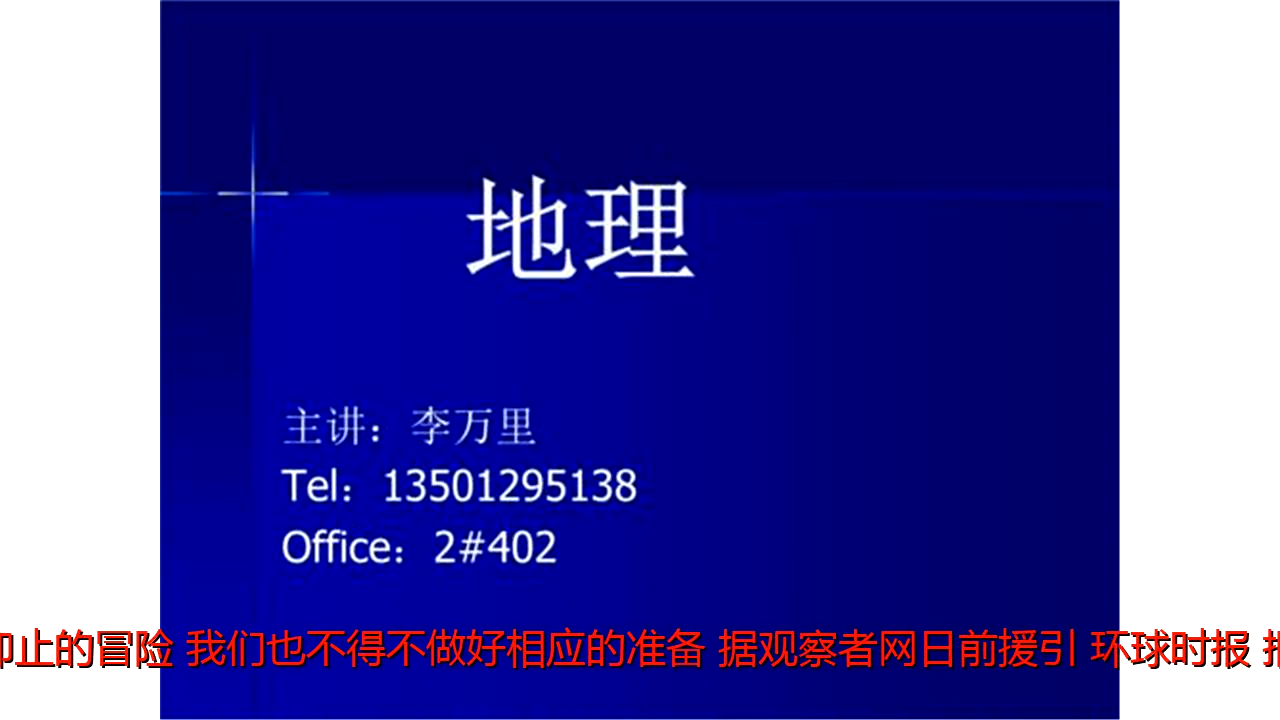 地理
主讲：李万里
Tel：13501295138
Office：2#402
止的冒险 我们也不得不做好相应的准备 据观察者网日前援引 环球时报